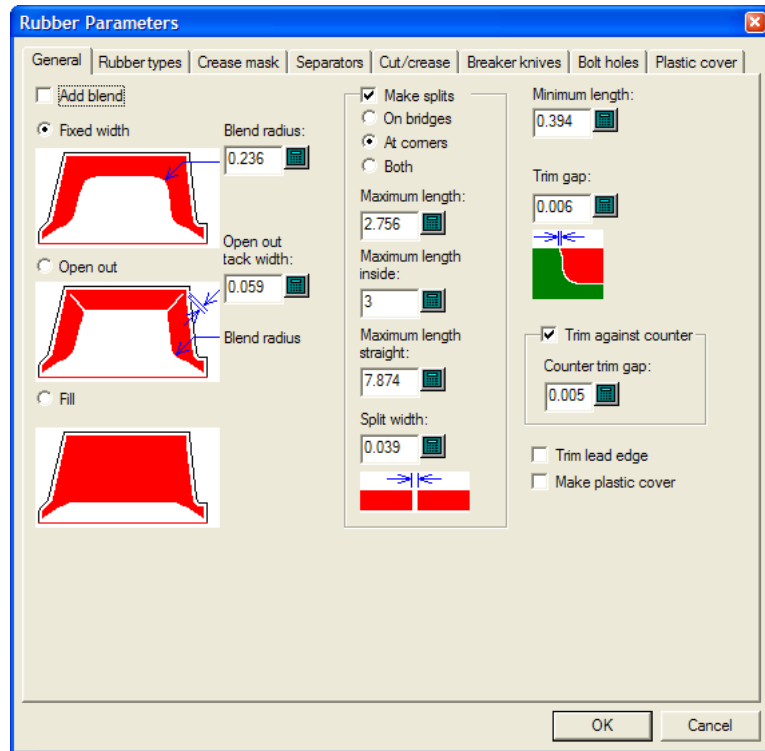 Rubber Parameters
General
Rubber types
Crease mask
Separators
Cut/crease
Breaker knives
Bolt holes
Plastic cover
Add blend
Fixed width
Blend radius:
0.236
Open out
tack width:
0.059
Open out
Blend radius
Fill
Make splits
On bridges
At corners
Both
Maximum length:
2.756
Maximum length
inside:
3
Maximum length
straight:
7.874
Split width:
0.039
Minimum length:
0.394
Trim gap:
0.006
Trim against counter
Counter trim gap:
0.005
Trim lead edge
Make plastic cover
OK
Cancel